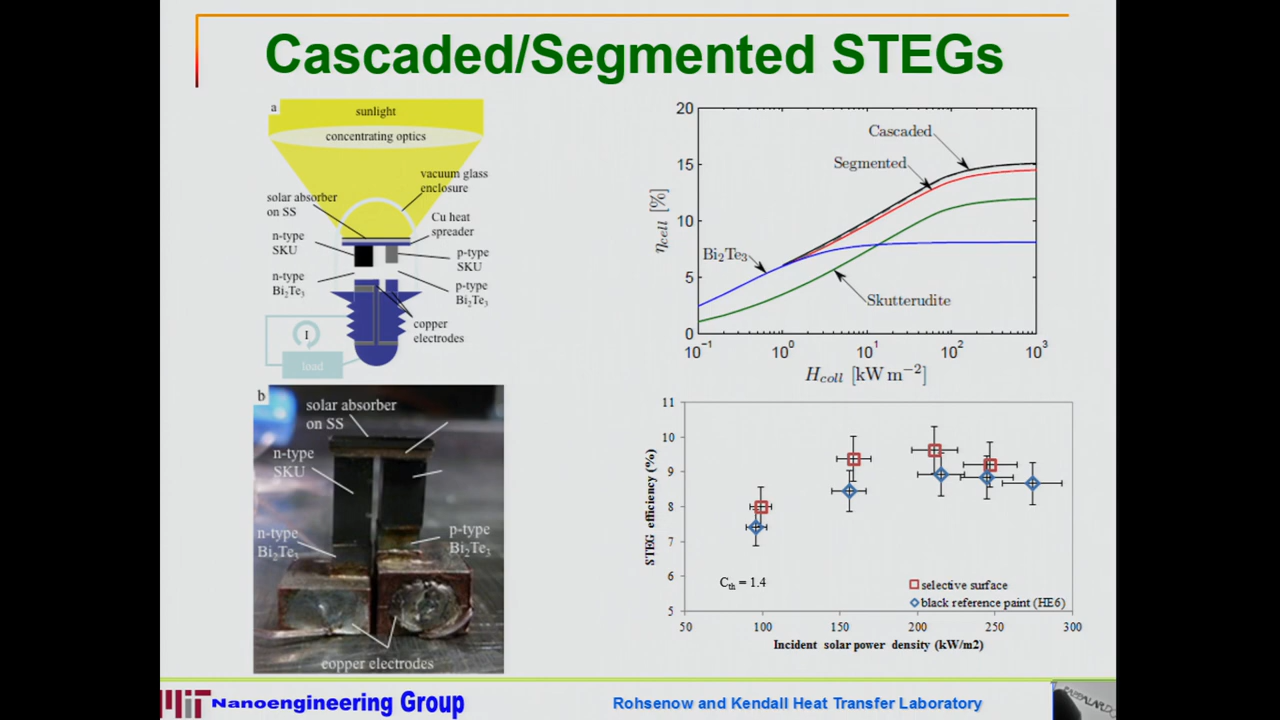 Cascaded/Segmented STEGs
a
sunlight
concentrating optics
vacuum glass
enclosure
solar absorber
on SS
Cu heat
spreader
n-type
SKU
p-type
SKU
n-type
Bi₂Te₃
p-type
Bi₂Te₃
copper
electrodes
I
load
b
solar absorber
on SS
n-type
SKU
n-type
Bi₂Te₃
p-type
Bi₂Te₃
copper electrodes
20
15
10
5
0
η_cell [%]
Cascaded
Segmented
Bi₂Te₃
Skutterudite
10⁻¹ 10⁰ 10¹ 10² 10³
H_coll [kW m⁻²]
11
10
9
8
7
6
5
STEG efficiency (%)
C_th = 1.4
selective surface
black reference paint (HE6)
50 100 150 200 250 300
Incident solar power density (kW/m2)
MIT Nanoengineering Group
Rohsenow and Kendall Heat Transfer Laboratory